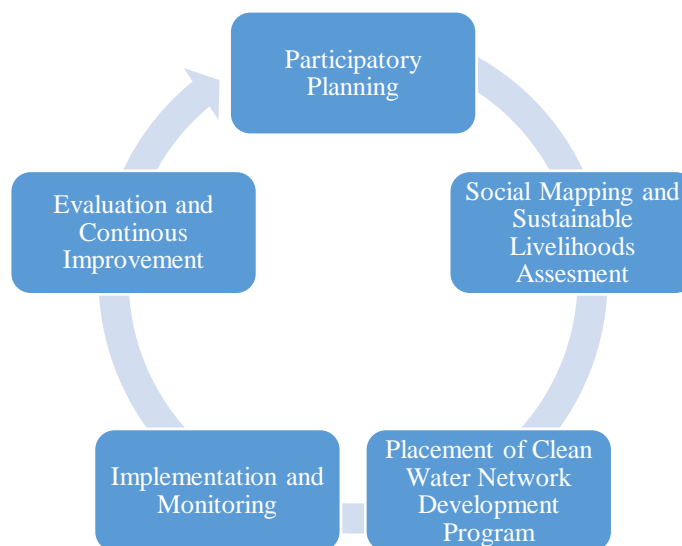 Participatory
Planning
Social Mapping and
Sustainable
Livelihoods
Assesment
Placement of Clean
Water Network
Development
Program
Implementation and
Monitoring
Evaluation and
Continous
Improvement